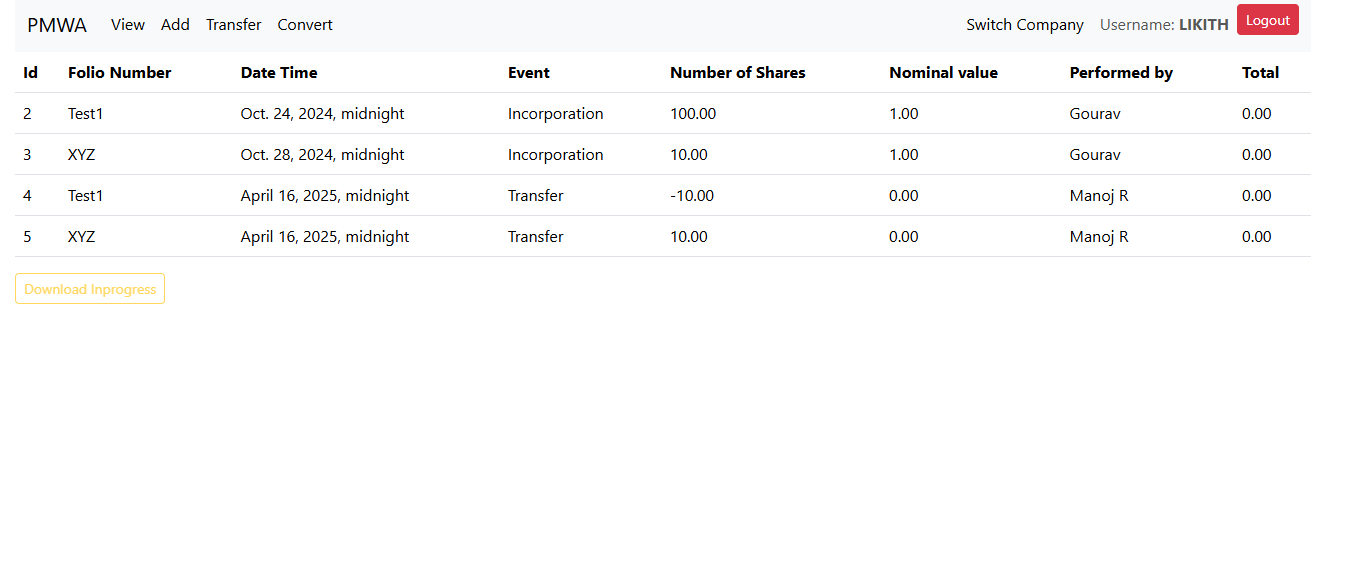 PMWA View Add Transfer Convert Switch Company Username: LIKITH Logout
Id Folio Number Date Time Event Number of Shares Nominal value Performed by Total
2 Test1 Oct. 24, 2024, midnight Incorporation 100.00 1.00 Gourav 0.00
3 XYZ Oct. 28, 2024, midnight Incorporation 10.00 1.00 Gourav 0.00
4 Test1 April 16, 2025, midnight Transfer -10.00 0.00 Manoj R 0.00
5 XYZ April 16, 2025, midnight Transfer 10.00 0.00 Manoj R 0.00
Download Inprogress